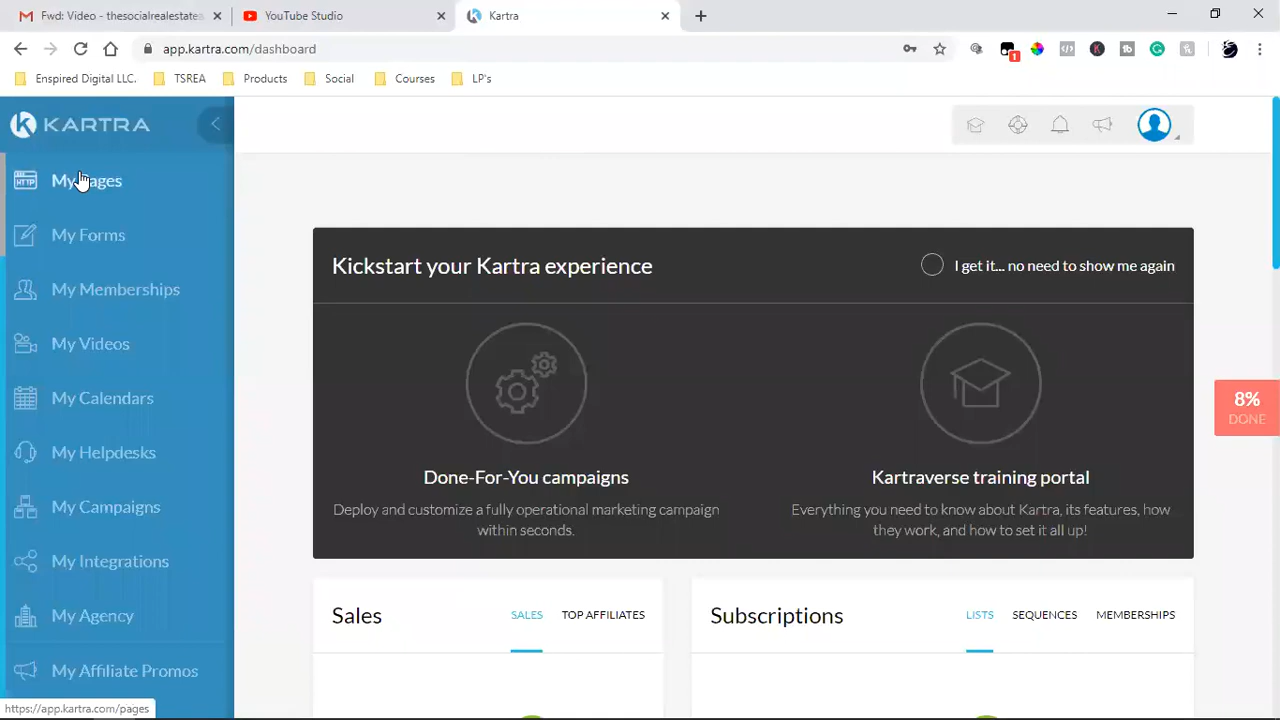 Fwd: Video - thesocialrealestate
YouTube Studio
Kartra
app.kartra.com/dashboard
1
Enspired Digital LLC.
TSREA
Products
Social
Courses
LP's
KARTRA
HTTP
My Pages
My Forms
My Memberships
My Videos
My Calendars
My Helpdesks
My Campaigns
My Integrations
My Agency
My Affiliate Promos
https://app.kartra.com/pages
Kickstart your Kartra experience
I get it... no need to show me again
Done-For-You campaigns
Deploy and customize a fully operational marketing campaign
within seconds.
Kartraverse training portal
Everything you need to know about Kartra, its features, how
they work, and how to set it all up!
8%
DONE
Sales
SALES
TOP AFFILIATES
Subscriptions
LISTS
SEQUENCES
MEMBERSHIPS